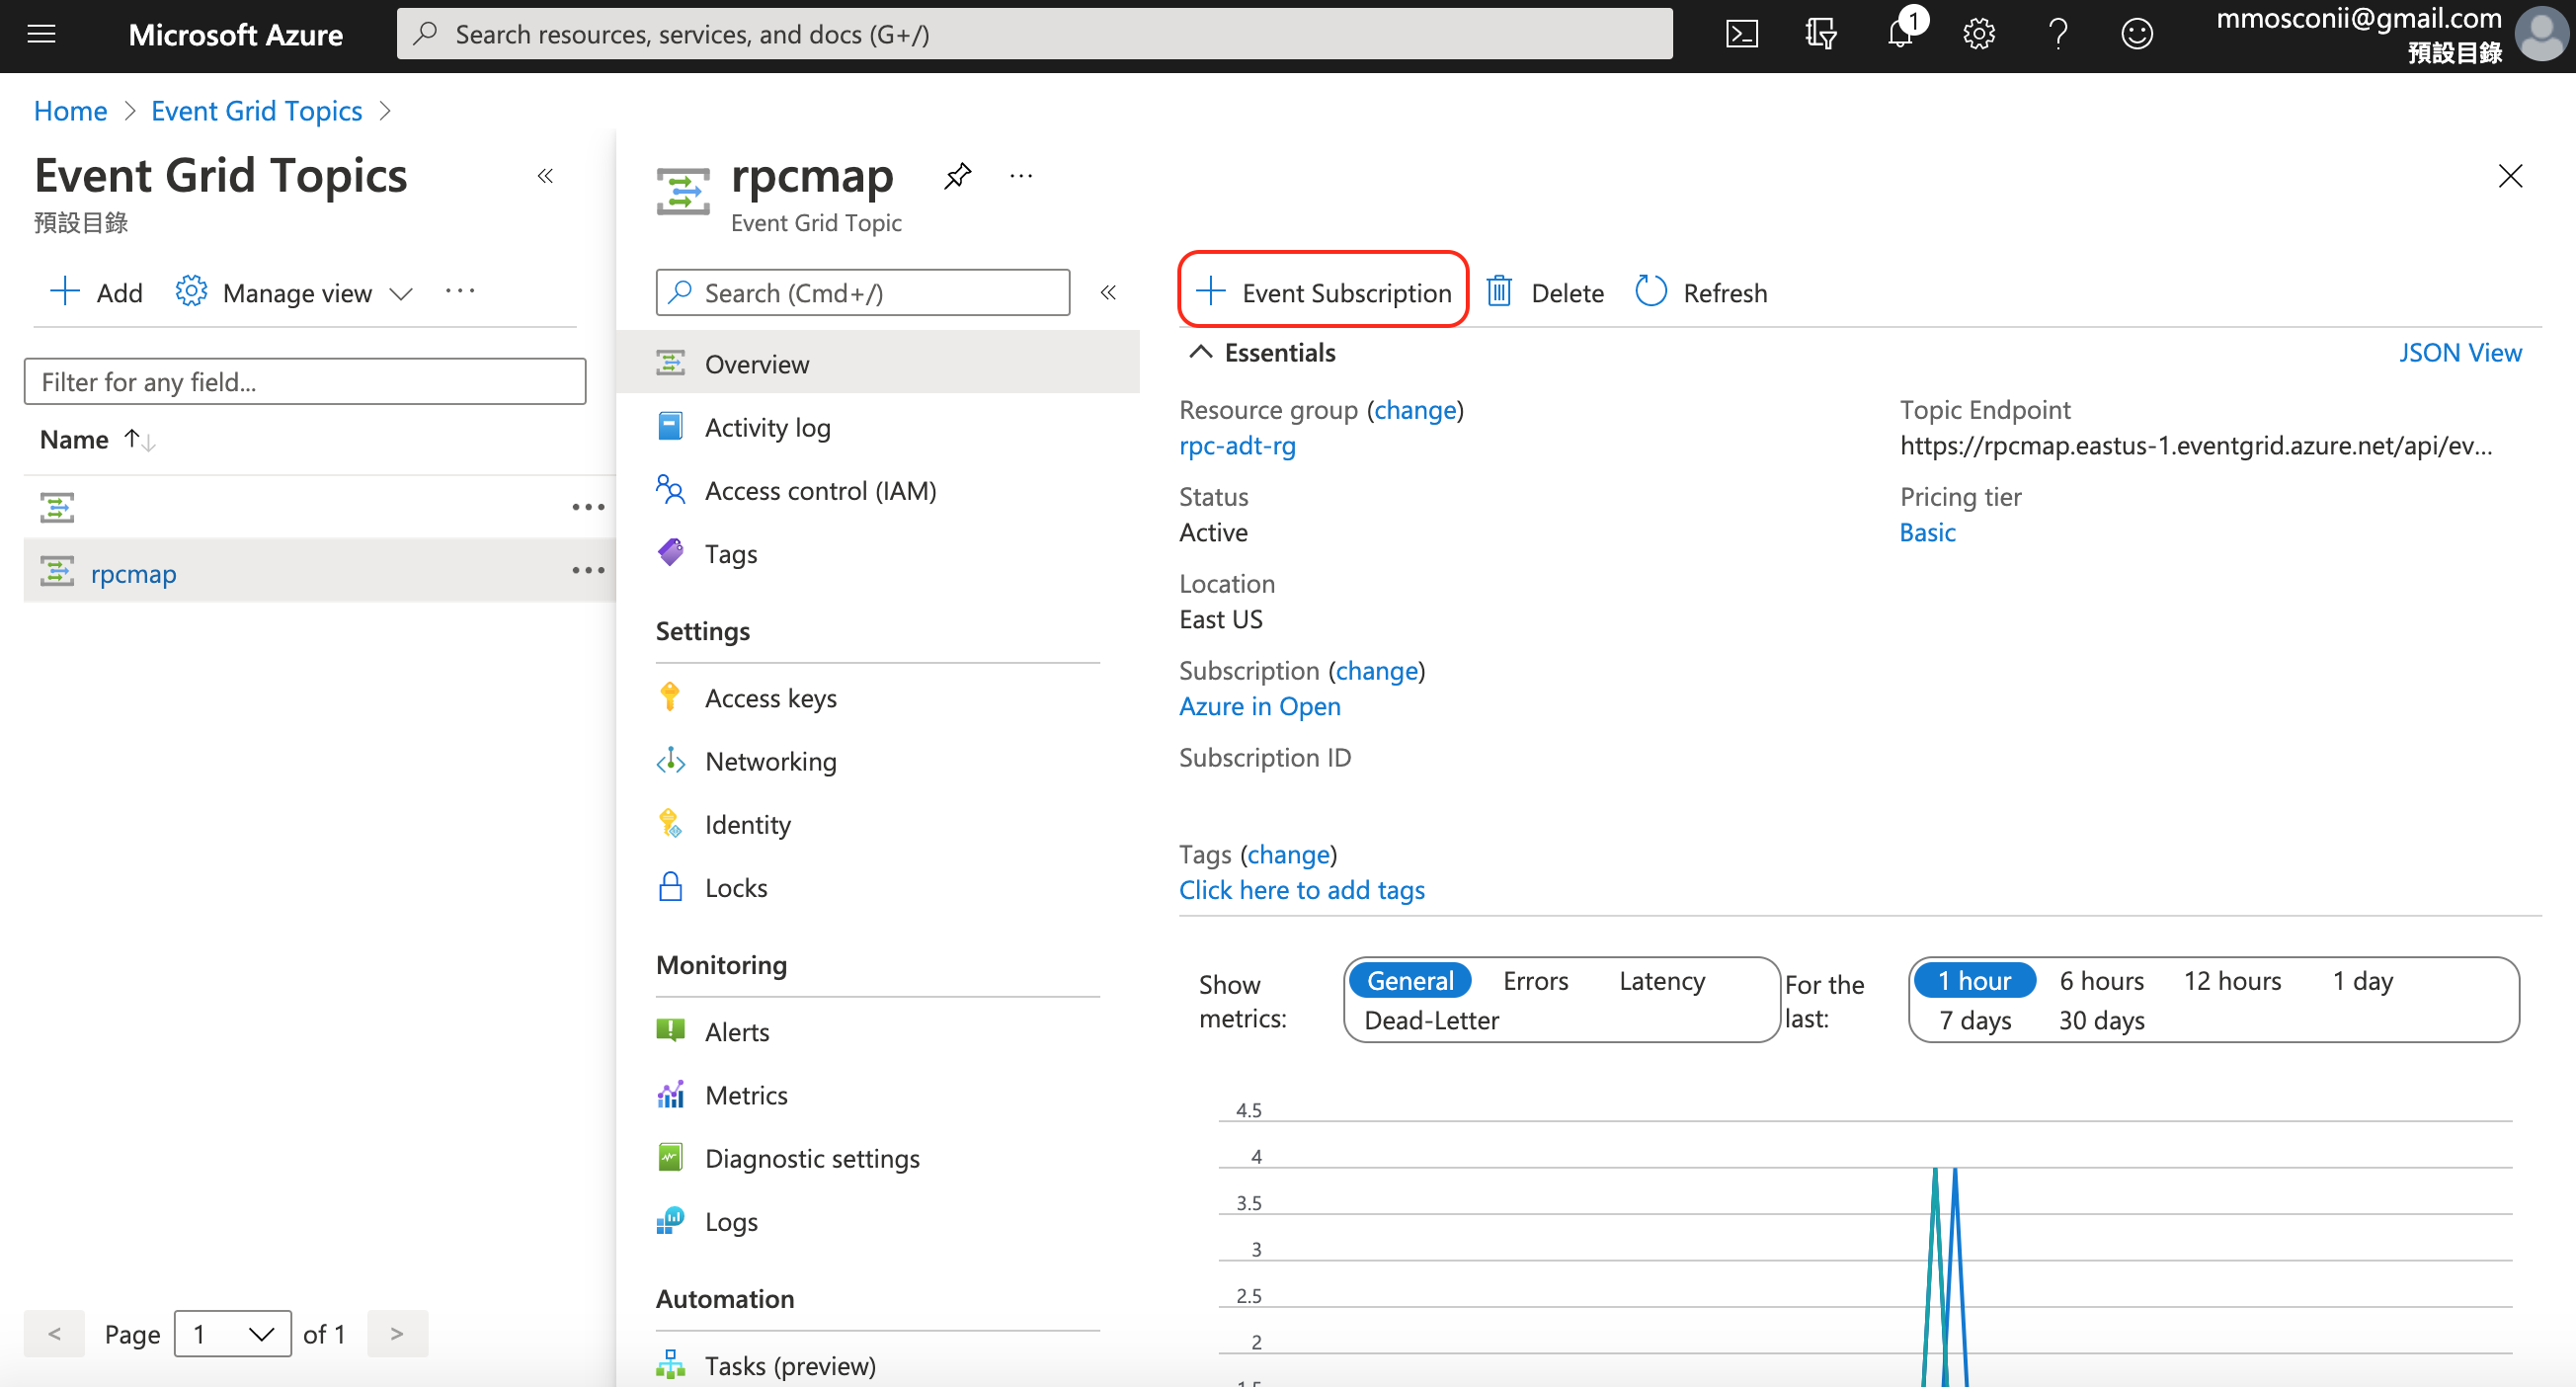 Microsoft Azure
Search resources, services, and docs (G+/)
1
mmosconii@gmail.com
預設目錄
Home > Event Grid Topics >
Event Grid Topics
預設目錄
Add
Manage view
Filter for any field...
Name
rpcmap
< Page 1 of 1 >
rpcmap
Event Grid Topic
Search (Cmd+/)
Overview
Activity log
Access control (IAM)
Tags
Settings
Access keys
Networking
Identity
Locks
Monitoring
Alerts
Metrics
Diagnostic settings
Logs
Automation
Tasks (preview)
Event Subscription
Delete
Refresh
Essentials
JSON View
Resource group (change)
rpc-adt-rg
Status
Active
Location
East US
Subscription (change)
Azure in Open
Subscription ID
Tags (change)
Click here to add tags
Topic Endpoint
https://rpcmap.eastus-1.eventgrid.azure.net/api/ev...
Pricing tier
Basic
Show metrics:
General Errors Latency
Dead-Letter
For the last:
1 hour 6 hours 12 hours 1 day
7 days 30 days
4.5
4
3.5
3
2.5
2
1.5